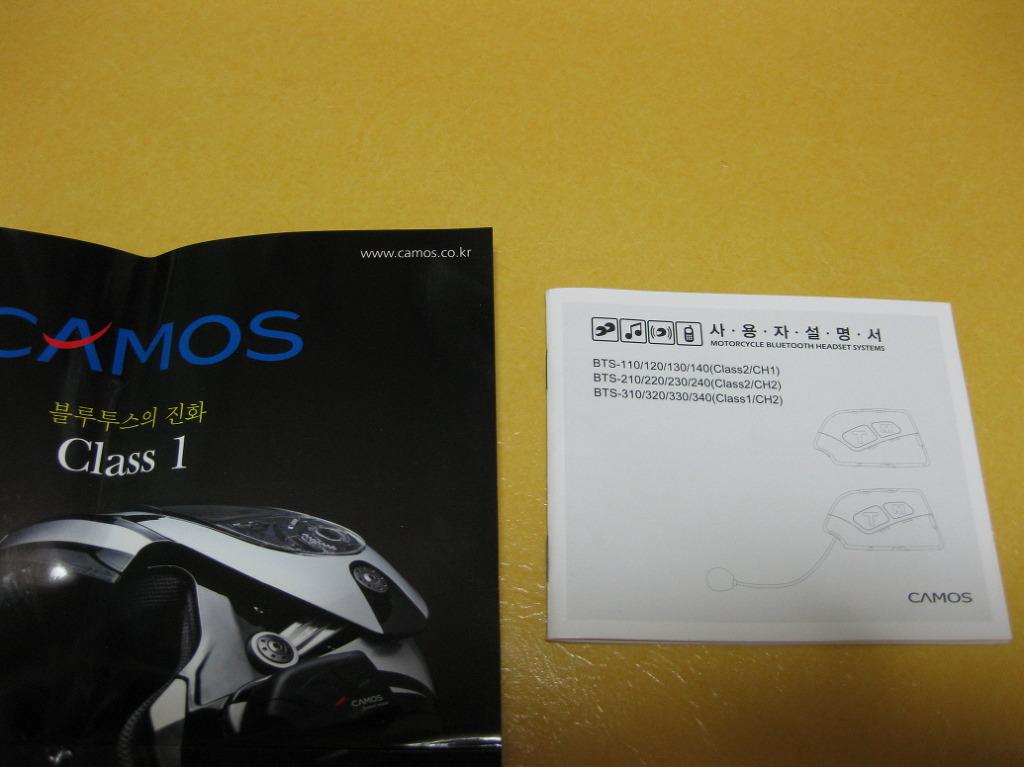 www.camos.co.kr
CAMOS
블루투스의 진화
Class 1
CAMOS
사·용·자·설·명·서
MOTORCYCLE BLUETOOTH HEADSET SYSTEMS
BTS-110/120/130/140(Class2/CH1)
BTS-210/220/230/240(Class2/CH2)
BTS-310/320/330/340(Class1/CH2)
T M
T M
CAMOS